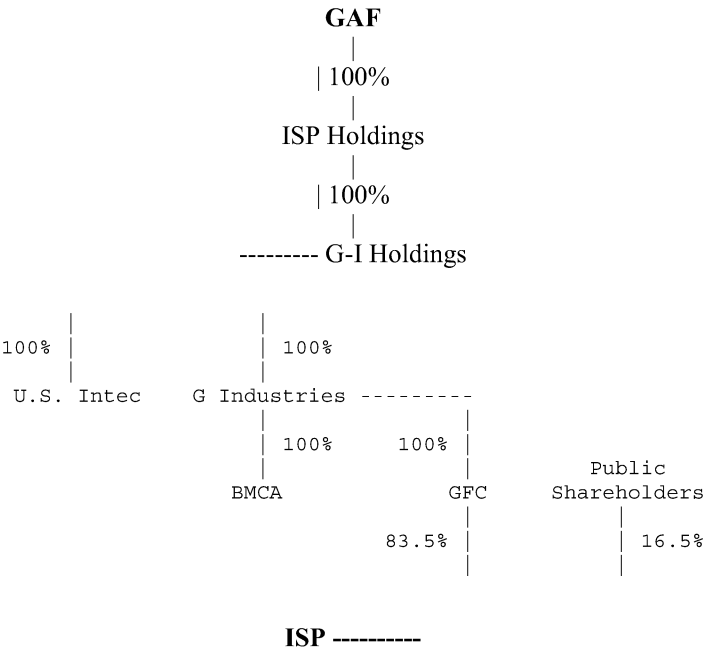 GAF
|
| 100%
|
ISP Holdings
|
| 100%
|
--------- G-I Holdings
| |
100% | | 100%
| |
U.S. Intec G Industries ---------
| |
| 100% 100% |
| | Public
BMCA GFC Shareholders
| |
83.5% | | 16.5%
| |
ISP ----------